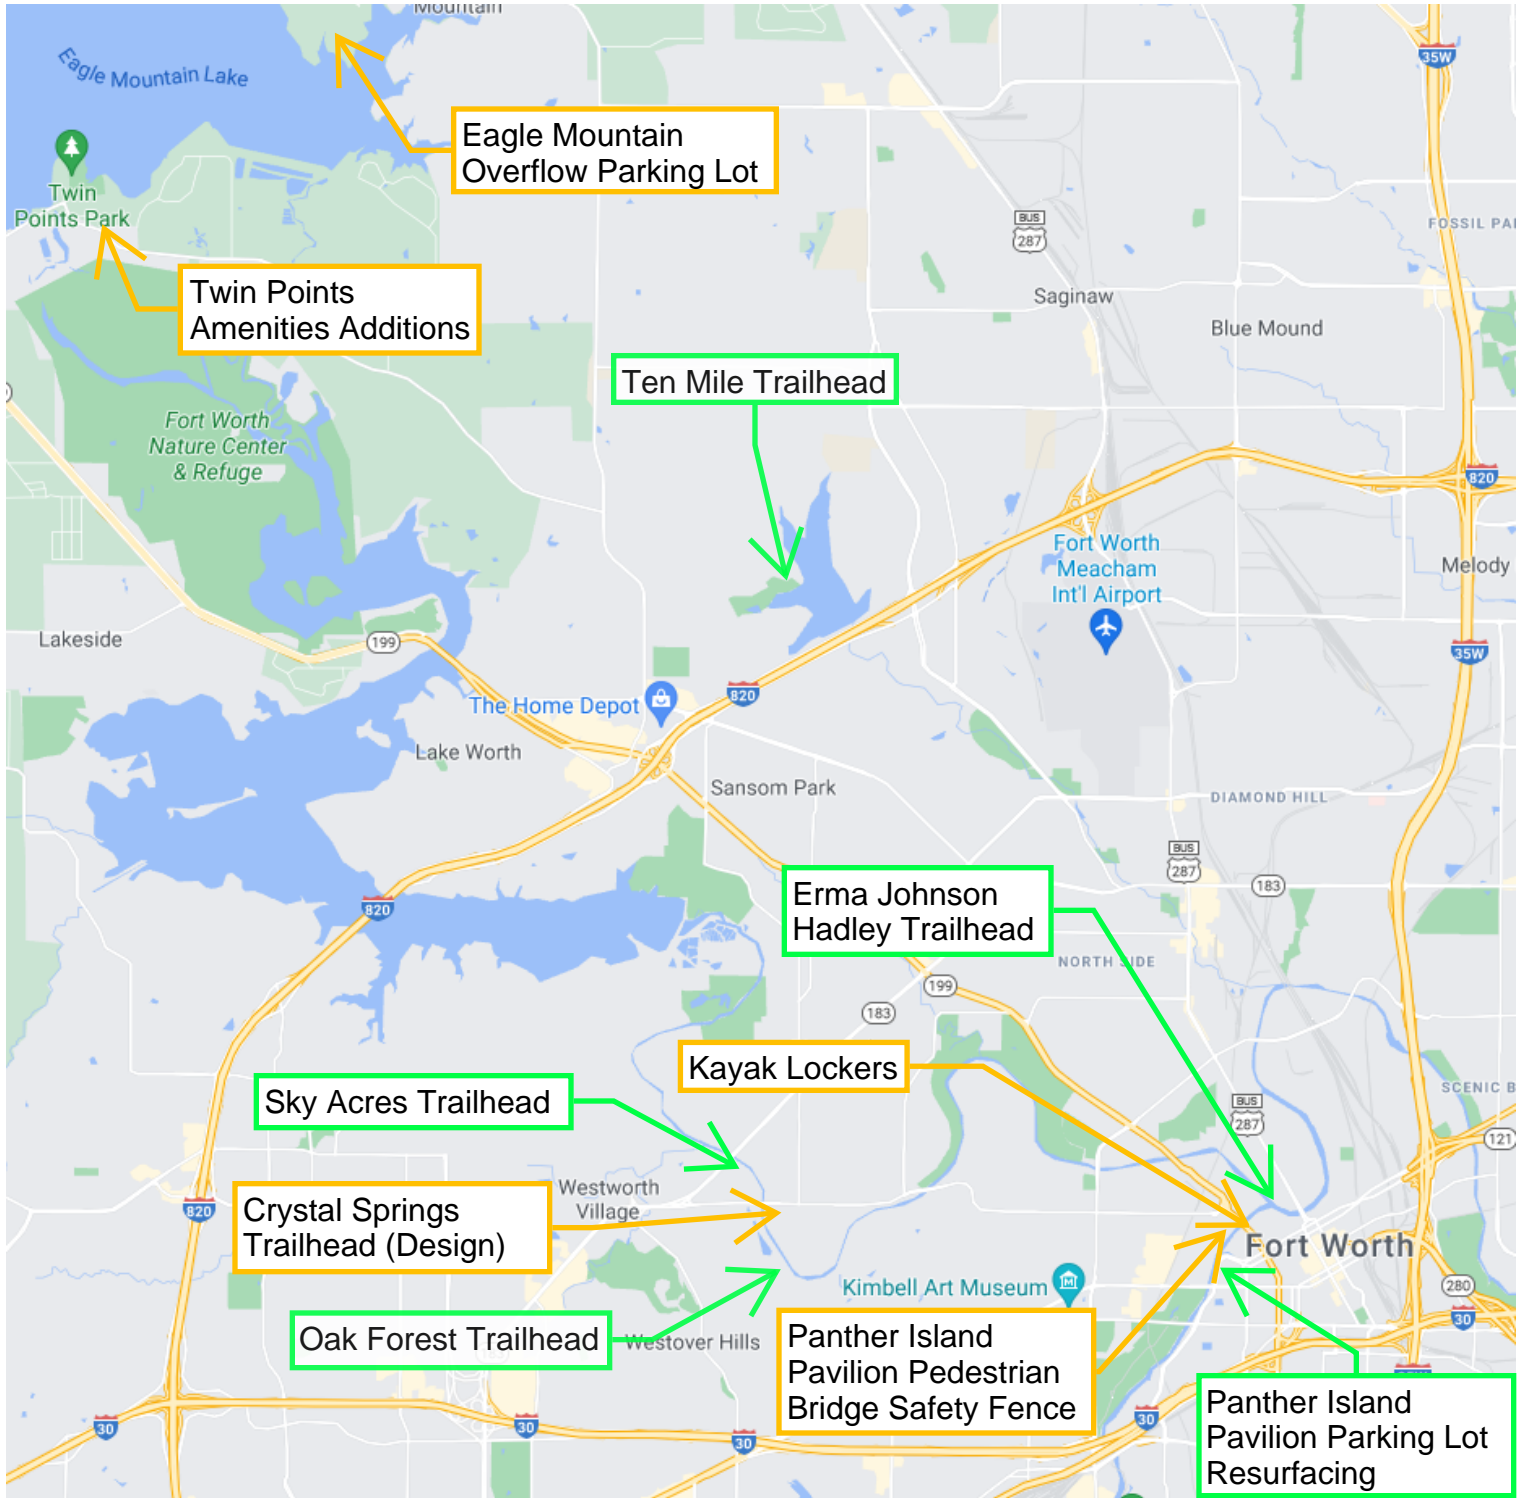 Mountain
35W
Eagle Mountain Lake
Eagle Mountain
Overflow Parking Lot
Twin
Points Park
BUS
287
FOSSIL PA
Twin Points
Amenities Additions
Saginaw
Blue Mound
Ten Mile Trailhead
Fort Worth
Nature Center
& Refuge
820
Fort Worth
Meacham
Int'l Airport
Melody
Lakeside
199
35W
The Home Depot
820
Lake Worth
Sansom Park
DIAMOND HILL
BUS
287
183
Erma Johnson
Hadley Trailhead
820
NORTH SIDE
199
183
Kayak Lockers
Sky Acres Trailhead
SCENIC B
BUS
287
121
Westworth
Village
Crystal Springs
Trailhead (Design)
820
Fort Worth
Kimbell Art Museum
M
280
30
Oak Forest Trailhead
Westover Hills
Panther Island
Pavilion Pedestrian
Bridge Safety Fence
Panther Island
Pavilion Parking Lot
Resurfacing
30
30
30
30